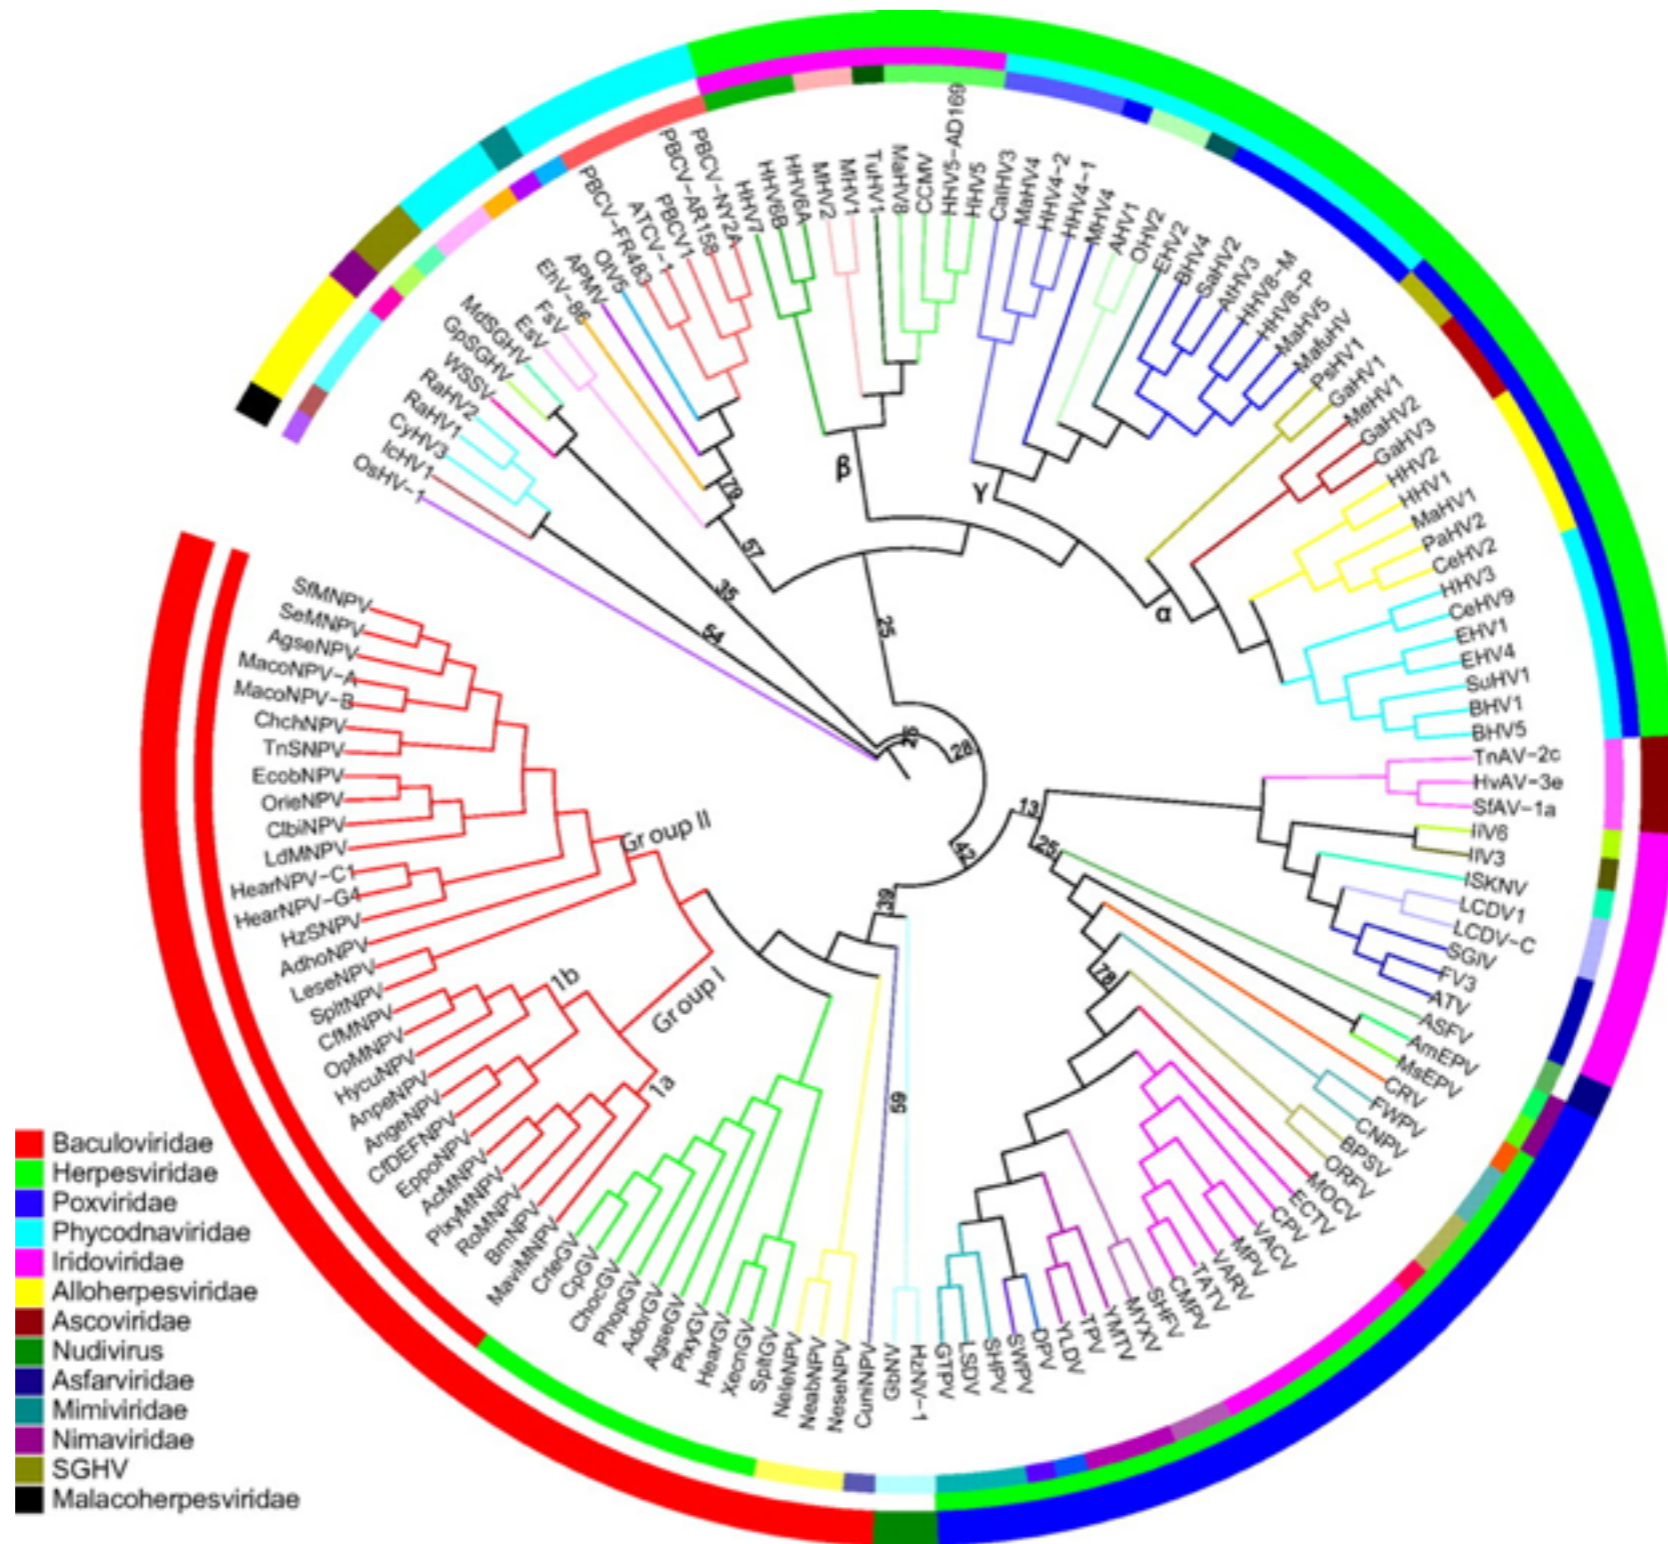 OsHV-1
IcHV1
CyHV3
RaHV1
RaHV2
WSSV
GpSGHV
MdSGHV
EsV
FsV
EhV-86
APMV
OtV5
PBCV-FR483
ATCV-1
PBCV1
PBCV-AR158
PBCV-NY2A
HHV7
HHV6B
HHV6A
MHV2
MHV1
TuHV1
MaHV8
CCMV
HHV5-AD169
HHV5
CalHV3
MaHV4
HHV4-2
HHV4-1
MHV4
AHV1
OHV2
EHV2
BHV4
SaHV2
AtHV3
HHV8-M
HHV8-P
MaHV5
MafuHV
PsHV1
GaHV1
MeHV1
GaHV2
GaHV3
HHV2
HHV1
MaHV1
PaHV2
CeHV2
HHV3
CeHV9
EHV1
EHV4
SuHV1
BHV1
BHV5
TnAV-2c
HvAV-3e
SfAV-1a
IIV6
IIV3
ISKNV
LCDV1
LCDV-C
SGIV
FV3
ATV
ASFV
AmEPV
MsEPV
CRV
FWPV
CNPV
BPSV
ORFV
MOCV
ECTV
CPV
VACV
MPV
VARV
TATV
CMPV
SHFV
MYXV
YMTV
TPV
YLDV
DPV
SWPV
SHPV
LSDV
GTPV
HzNV-1
GbNV
CuniNPV
NeseNPV
NeabNPV
NeleNPV
SpltGV
XecnGV
HearGV
PlxyGV
AgseGV
AdorGV
PhopGV
ChocGV
CpGV
CrleGV
MaviMNPV
BmNPV
RoMNPV
PlxyMNPV
AcMNPV
EppoNPV
CfDEFNPV
AngeNPV
AnpeNPV
HycuNPV
OpMNPV
CfMNPV
SpltNPV
LeseNPV
AdhoNPV
HzSNPV
HearNPV-G4
HearNPV-C1
LdMNPV
ClbiNPV
OrieNPV
EcobNPV
TnSNPV
ChchNPV
MacoNPV-B
MacoNPV-A
AgseNPV
SeMNPV
SfMNPV
β
γ
α
79
57
35
54
25
28
13
25
42
39
78
59
Group II
Group I
1b
1a
Baculoviridae
Herpesviridae
Poxviridae
Phycodnaviridae
Iridoviridae
Alloherpesviridae
Ascoviridae
Nudivirus
Asfarviridae
Mimiviridae
Nimaviridae
SGHV
Malacoherpesviridae